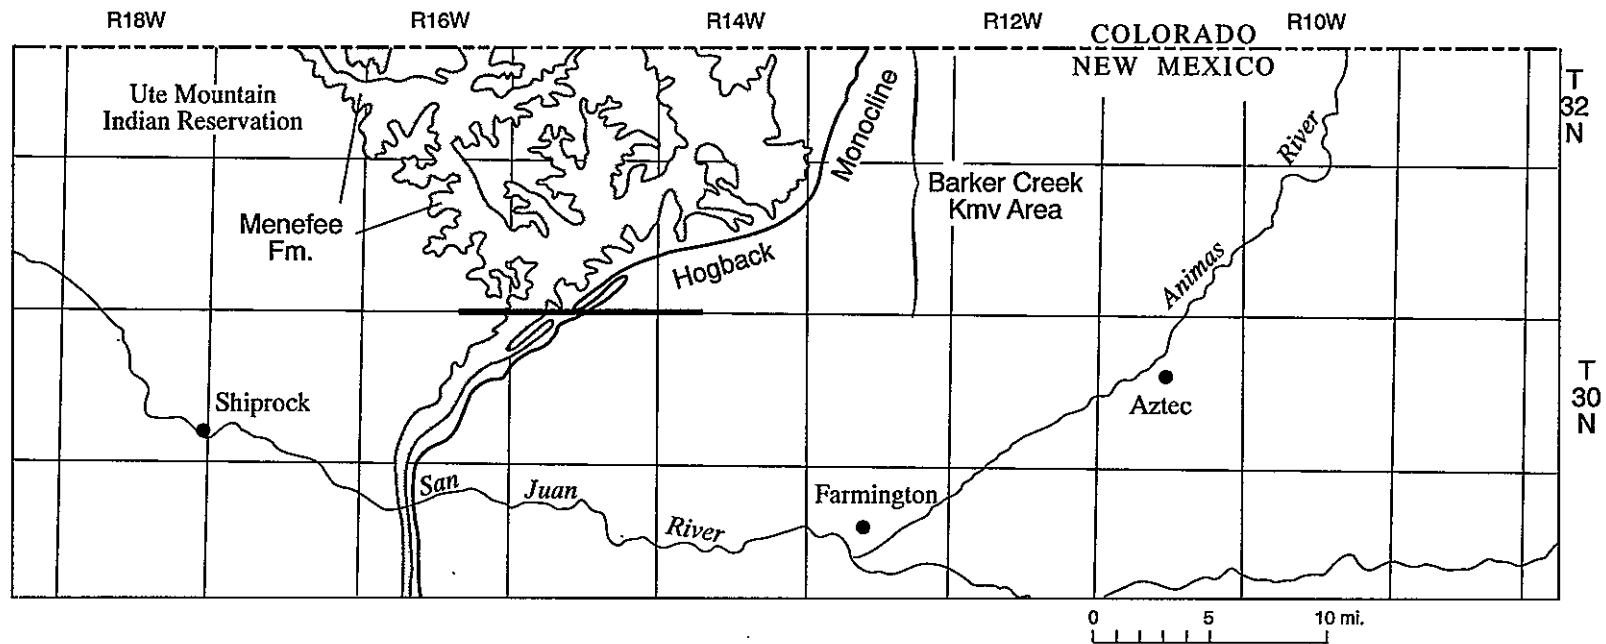 R18W
R16W
R14W
R12W
R10W
COLORADO
NEW MEXICO
T
32
N
Ute Mountain
Indian Reservation
Monocline
River
Barker Creek
Kmv Area
Menefee
Fm.
Hogback
Animas
Shiprock
Aztec
T
30
N
San
Juan
River
Farmington
0
5
10 mi.